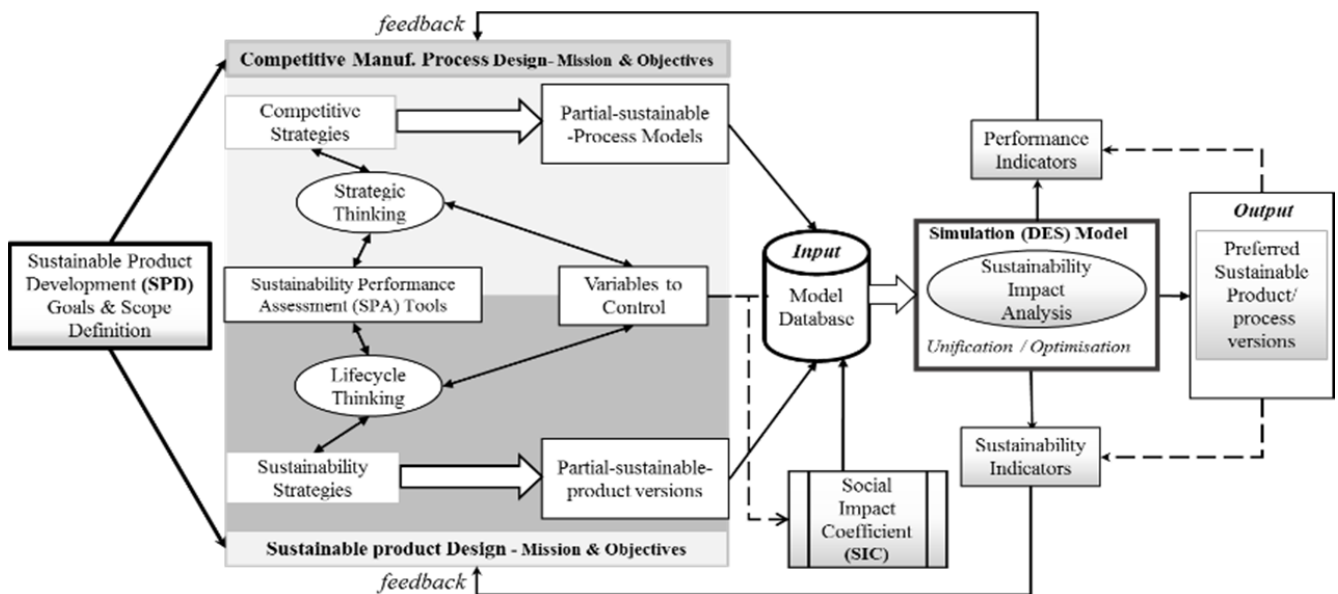 feedback
Competitive Manuf. Process Design- Mission & Objectives
Competitive
Strategies
Partial-sustainable
-Process Models
Performance
Indicators
Strategic
Thinking
Output
Preferred
Sustainable
Product/
process
versions
Simulation (DES) Model
Sustainability
Impact
Analysis
Unification / Optimisation
Input
Model
Database
Sustainable Product
Development (SPD)
Goals & Scope
Definition
Sustainability Performance
Assessment (SPA) Tools
Variables to
Control
Lifecycle
Thinking
Sustainability
Strategies
Partial-sustainable-
product versions
Social
Impact
Coefficient
(SIC)
Sustainability
Indicators
Sustainable product Design - Mission & Objectives
feedback